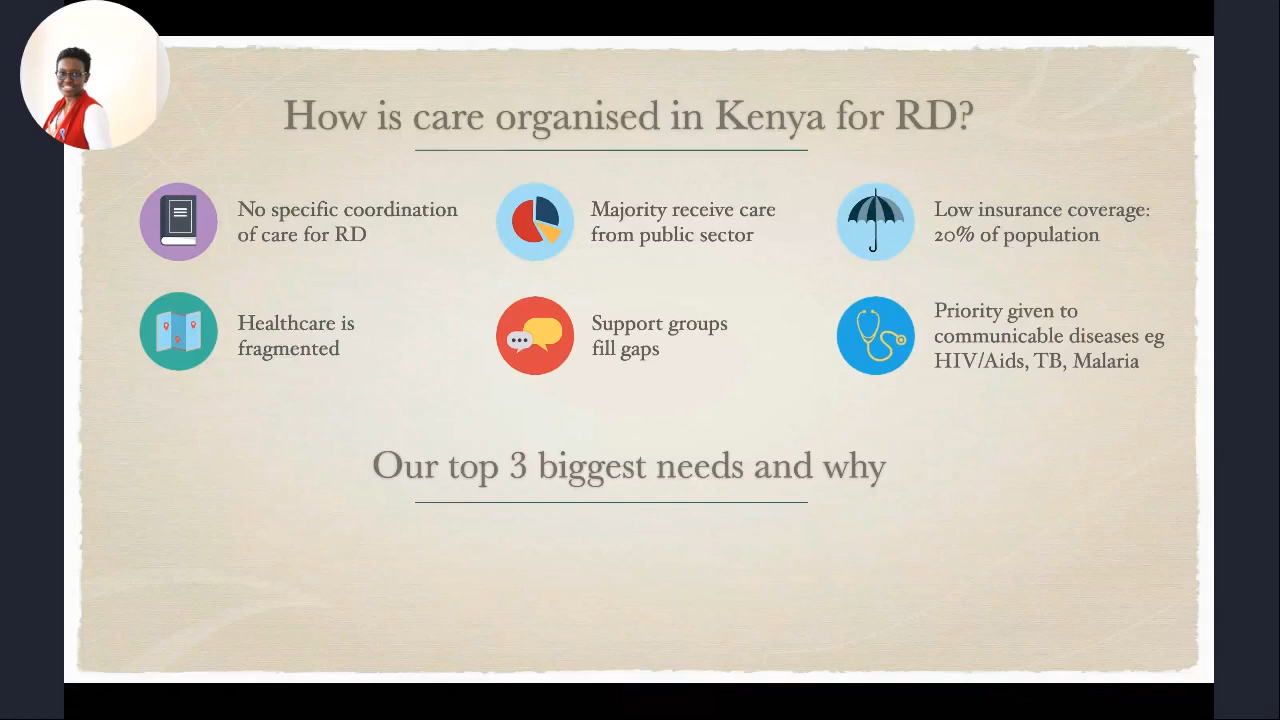 How is care organised in Kenya for RD?
No specific coordination
of care for RD
Majority receive care
from public sector
Low insurance coverage:
20% of population
Healthcare is
fragmented
Support groups
fill gaps
Priority given to
communicable diseases eg
HIV/Aids, TB, Malaria
Our top 3 biggest needs and why